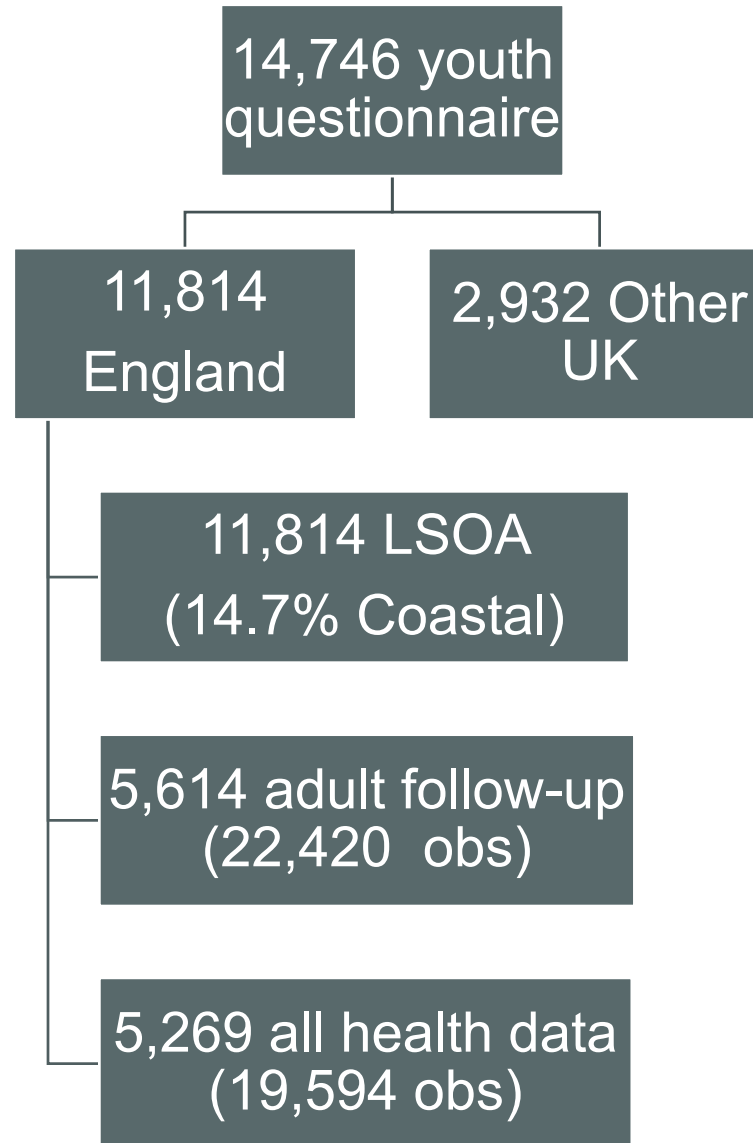 14,746 youth
questionnaire
11,814
England
2,932 Other
UK
11,814 LSOA
(14.7% Coastal)
5,614 adult follow-up
(22,420 obs)
5,269 all health data
(19,594 obs)